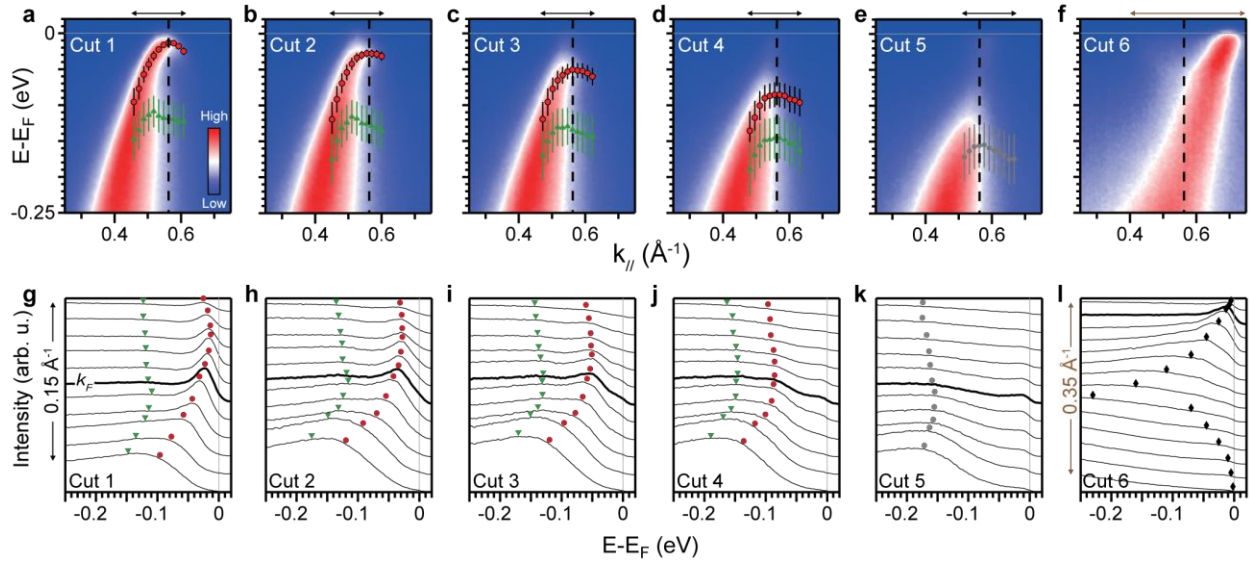 a b c d e f
Cut 1 Cut 2 Cut 3 Cut 4 Cut 5 Cut 6
0
E-E_F (eV)
High
Low
-0.25
0.4 0.6 0.4 0.6 0.4 0.6 0.4 0.6 0.4 0.6 0.4 0.6
k_// (Å⁻¹)
g h i j k l
Intensity (arb. u.)
0.15 Å⁻¹
k_F
0.35 Å⁻¹
Cut 1 Cut 2 Cut 3 Cut 4 Cut 5 Cut 6
-0.2 -0.1 0 -0.2 -0.1 0 -0.2 -0.1 0 -0.2 -0.1 0 -0.2 -0.1 0 -0.2 -0.1 0
E-E_F (eV)